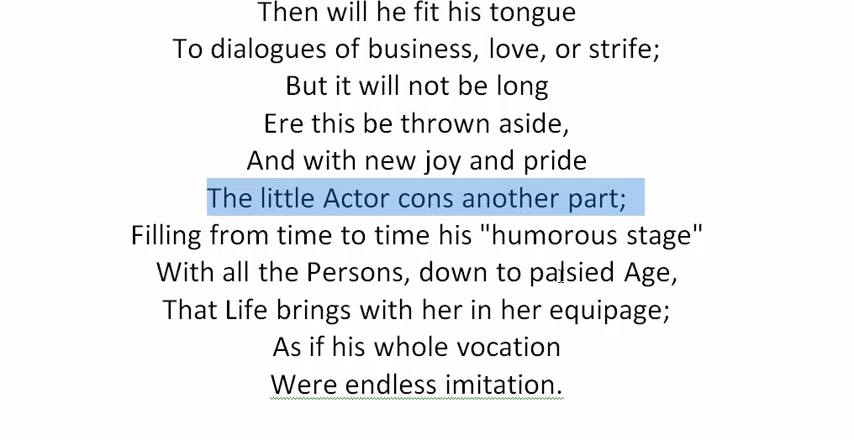 Then will he fit his tongue
To dialogues of business, love, or strife;
But it will not be long
Ere this be thrown aside,
And with new joy and pride
The little Actor cons another part;
Filling from time to time his "humorous stage"
With all the Persons, down to palsied Age,
That Life brings with her in her equipage;
As if his whole vocation
Were endless imitation.